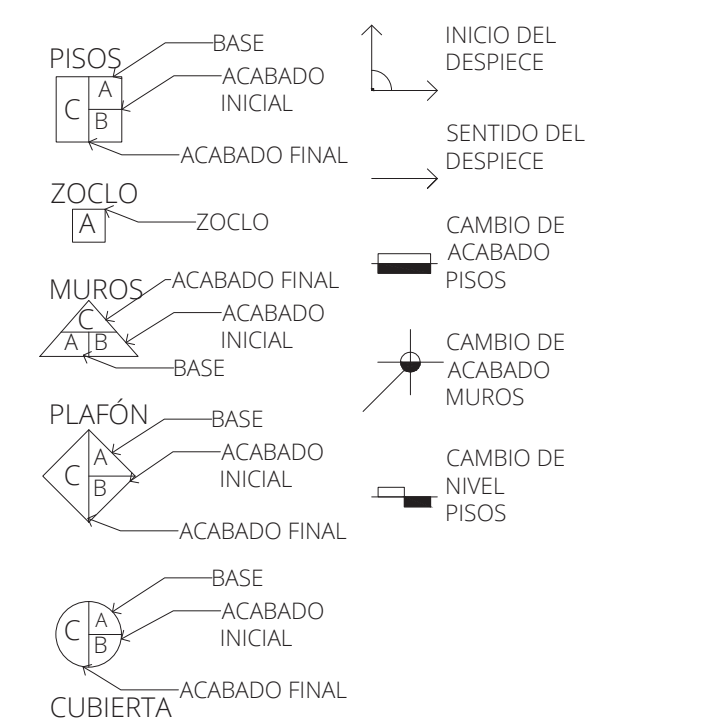 PISOS
BASE
ACABADO
INICIAL
A
C
B
ACABADO FINAL
ZOCLO
A
ZOCLO
MUROS
ACABADO FINAL
ACABADO
INICIAL
C
A B
BASE
PLAFÓN
BASE
ACABADO
INICIAL
A
C
B
ACABADO FINAL
BASE
ACABADO
INICIAL
A
C
B
ACABADO FINAL
CUBIERTA
INICIO DEL
DESPIECE
SENTIDO DEL
DESPIECE
CAMBIO DE
ACABADO
PISOS
CAMBIO DE
ACABADO
MUROS
CAMBIO DE
NIVEL
PISOS